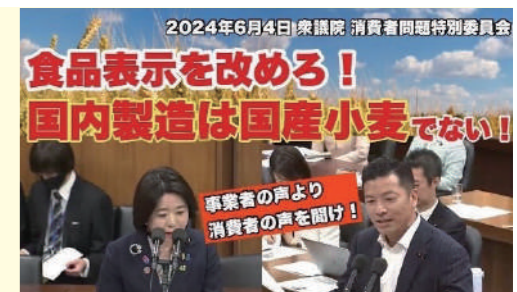 2024年6月4日 衆議院 消費者問題特別委員会
食品表示を改めろ！
国内製造は国産小麦でない！
事業者の声より
消費者の声を聞け！